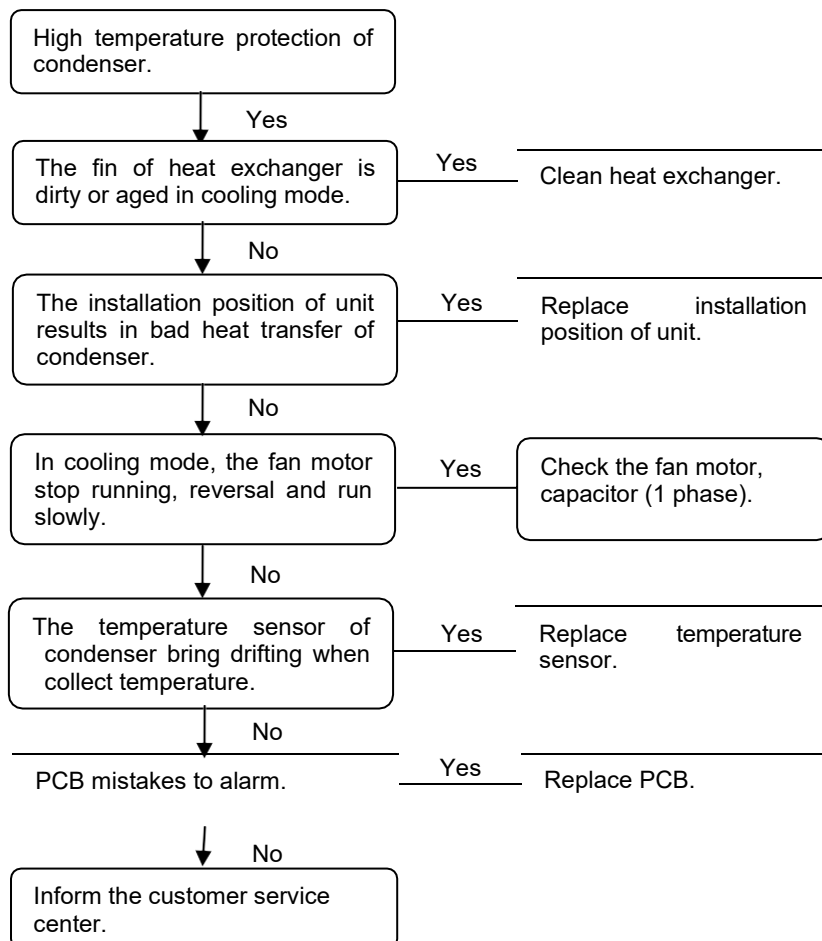 High temperature protection of
condenser.
Yes
The fin of heat exchanger is
dirty or aged in cooling mode.
Yes
Clean heat exchanger.
No
The installation position of unit
results in bad heat transfer of
condenser.
Yes
Replace installation
position of unit.
No
In cooling mode, the fan motor
stop running, reversal and run
slowly.
Yes
Check the fan motor,
capacitor (1 phase).
No
The temperature sensor of
condenser bring drifting when
collect temperature.
Yes
Replace temperature
sensor.
No
PCB mistakes to alarm.
Yes
Replace PCB.
No
Inform the customer service
center.